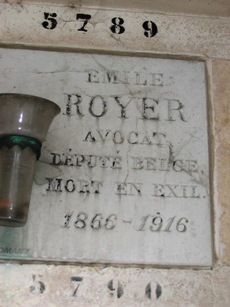 5789
EMILE
ROYER
AVOCAT
DÉPUTÉ BELGE
MORT EN EXIL.
1866-1916
5790